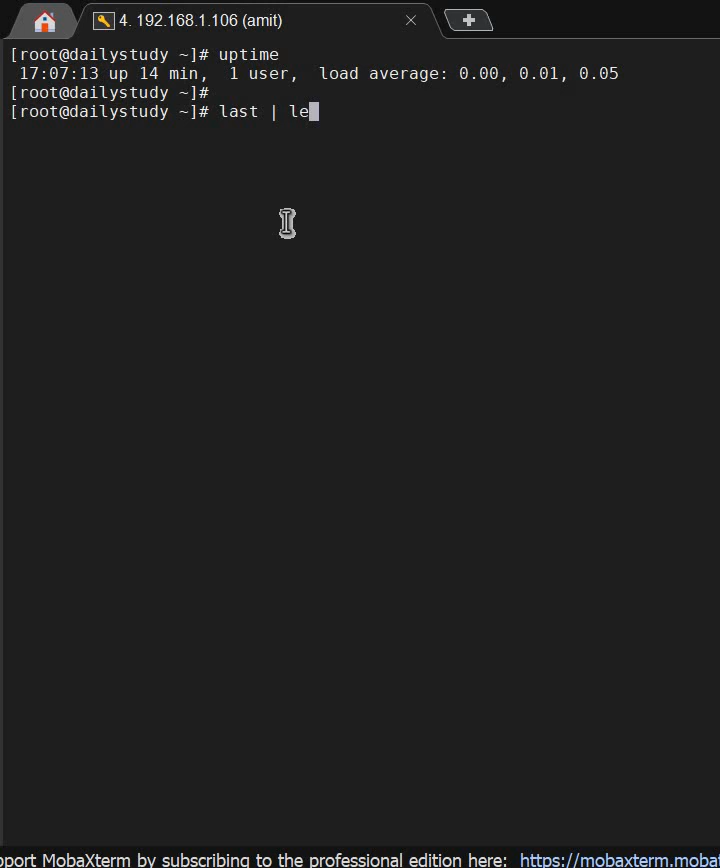 4. 192.168.1.106 (amit)
[root@dailystudy ~]# uptime
17:07:13 up 14 min,  1 user,  load average: 0.00, 0.01, 0.05
[root@dailystudy ~]#
[root@dailystudy ~]# last | le
pport MobaXterm by subscribing to the professional edition here:  https://mobaxterm.mobat